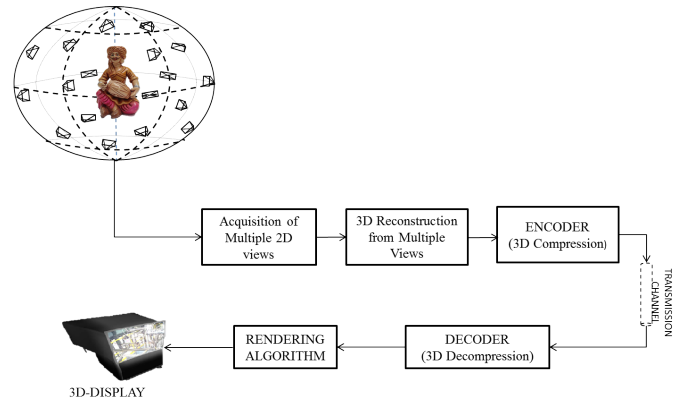 Acquisition of
Multiple 2D
views
3D Reconstruction
from Multiple
Views
ENCODER
(3D Compression)
TRANSMISSION
CHANNEL
DECODER
(3D Decompression)
RENDERING
ALGORITHM
3D-DISPLAY